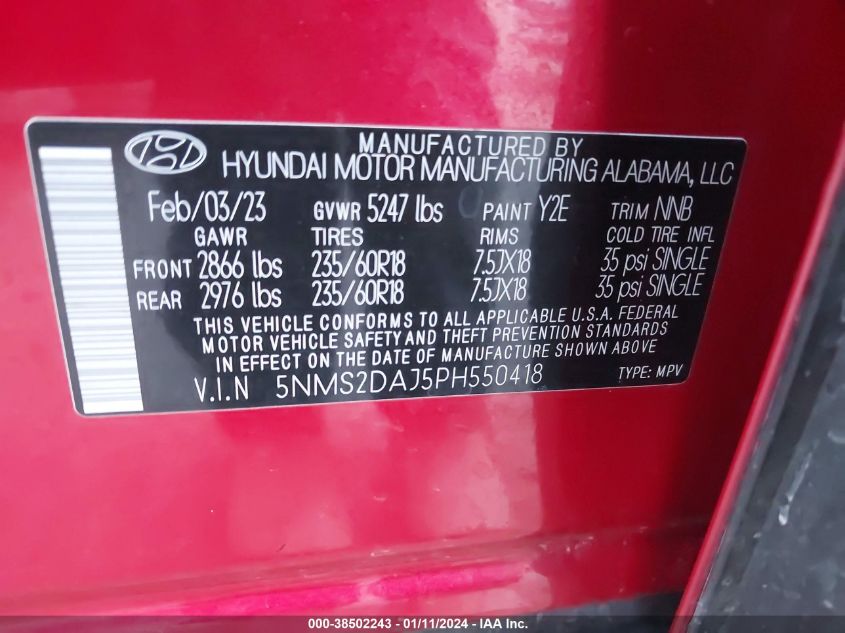 MANUFACTURED BY
HYUNDAI MOTOR MANUFACTURING ALABAMA, LLC
Feb/03/23 GVWR 5247 lbs PAINT Y2E TRIM NNB
GAWR TIRES RIMS COLD TIRE INFL
FRONT 2866 lbs 235/60R18 7.5JX18 35 psi SINGLE
REAR 2976 lbs 235/60R18 7.5JX18 35 psi SINGLE
THIS VEHICLE CONFORMS TO ALL APPLICABLE U.S.A. FEDERAL
MOTOR VEHICLE SAFETY AND THEFT PREVENTION STANDARDS
IN EFFECT ON THE DATE OF MANUFACTURE SHOWN ABOVE
V.I.N 5NMS2DAJ5PH550418 TYPE: MPV
000-38502243 - 01/11/2024 - IAA Inc.